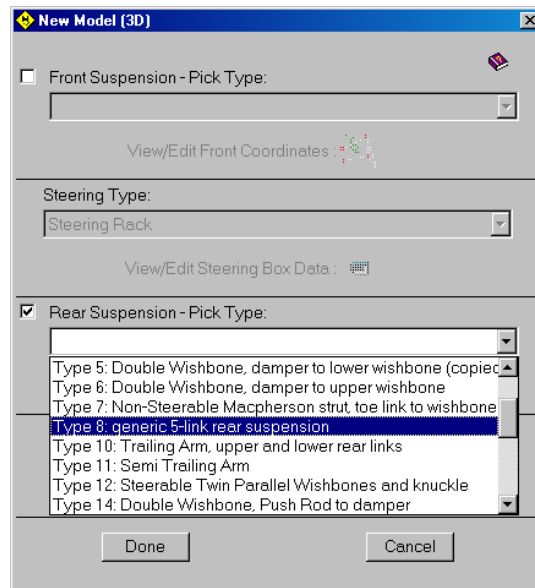 New Model (3D)
Front Suspension - Pick Type:
View/Edit Front Coordinates :
Steering Type:
Steering Rack
View/Edit Steering Box Data :
Rear Suspension - Pick Type:
Type 5: Double Wishbone, damper to lower wishbone (copied
Type 6: Double Wishbone, damper to upper wishbone
Type 7: Non-Steerable Macpherson strut, toe link to wishbone
Type 8: generic 5-link rear suspension
Type 10: Trailing Arm, upper and lower rear links
Type 11: Semi Trailing Arm
Type 12: Steerable Twin Parallel Wishbones and knuckle
Type 14: Double Wishbone, Push Rod to damper
Done
Cancel